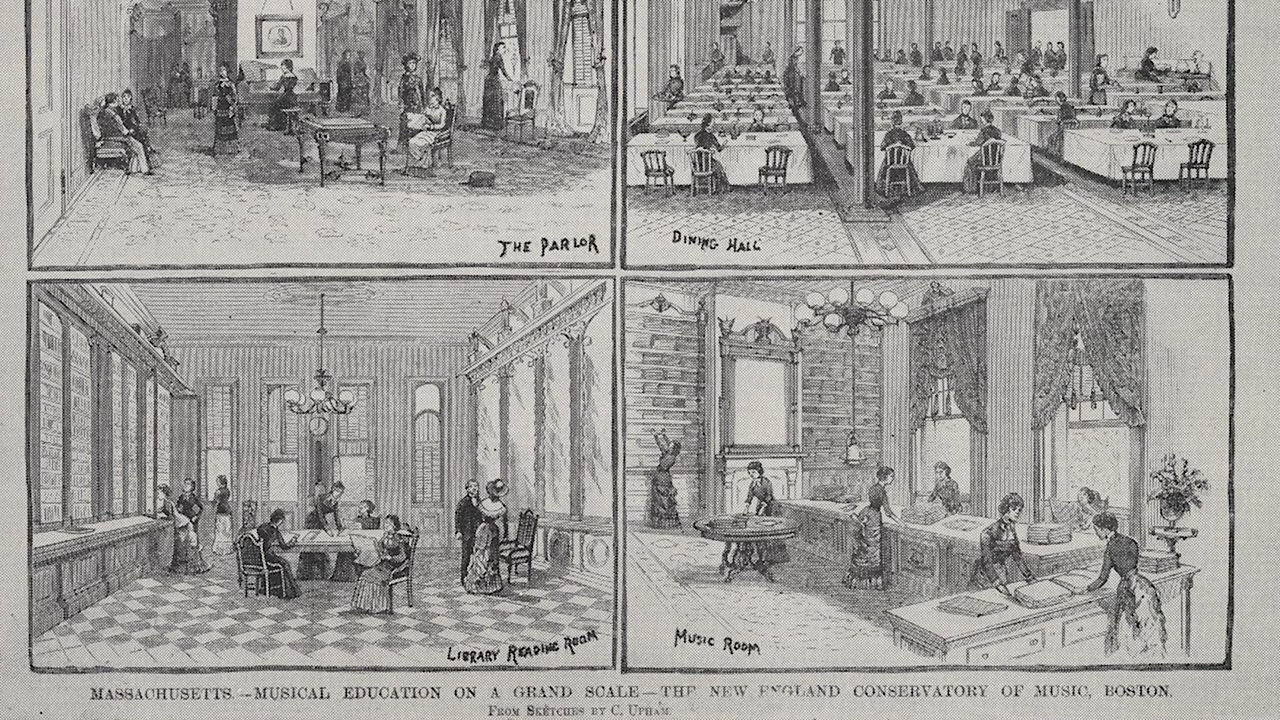 THE PARLOR
DINING HALL
LIBRARY READING ROOM
MUSIC ROOM
MASSACHUSETTS.—MUSICAL EDUCATION ON A GRAND SCALE—THE NEW ENGLAND CONSERVATORY OF MUSIC, BOSTON.
FROM SKETCHES BY C. UPHAM.